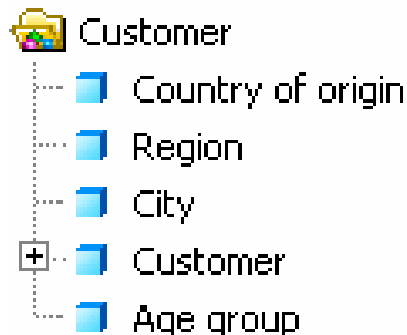 Customer
Country of origin
Region
City
Customer
Age group